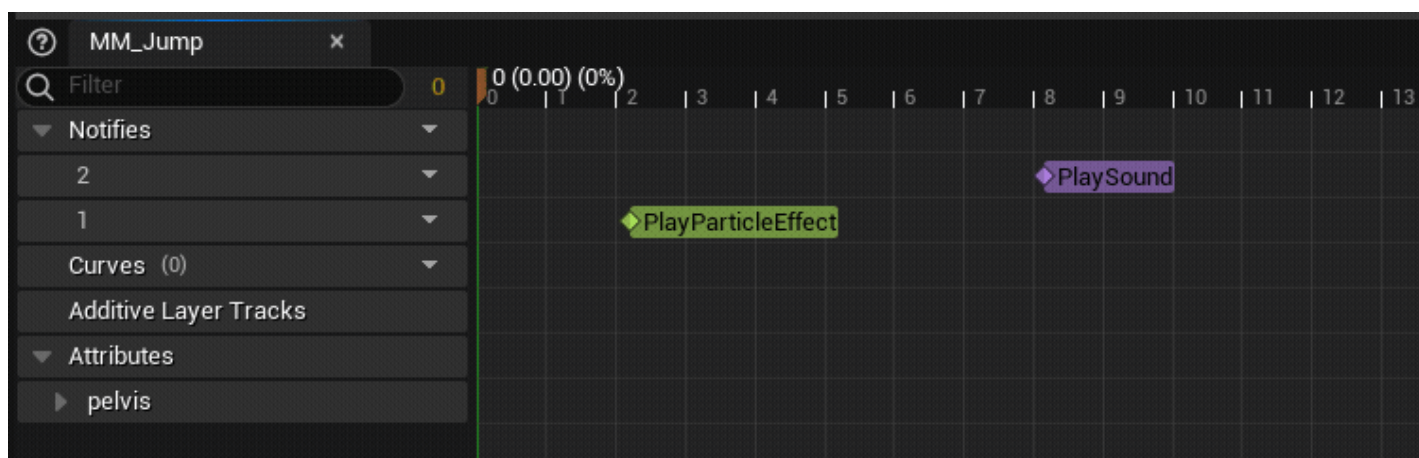 MM_Jump
Filter 0 0 (0.00) (0%)
0 1 2 3 4 5 6 7 8 9 10 11 12 13
Notifies
2 PlaySound
1 PlayParticleEffect
Curves (0)
Additive Layer Tracks
Attributes
pelvis